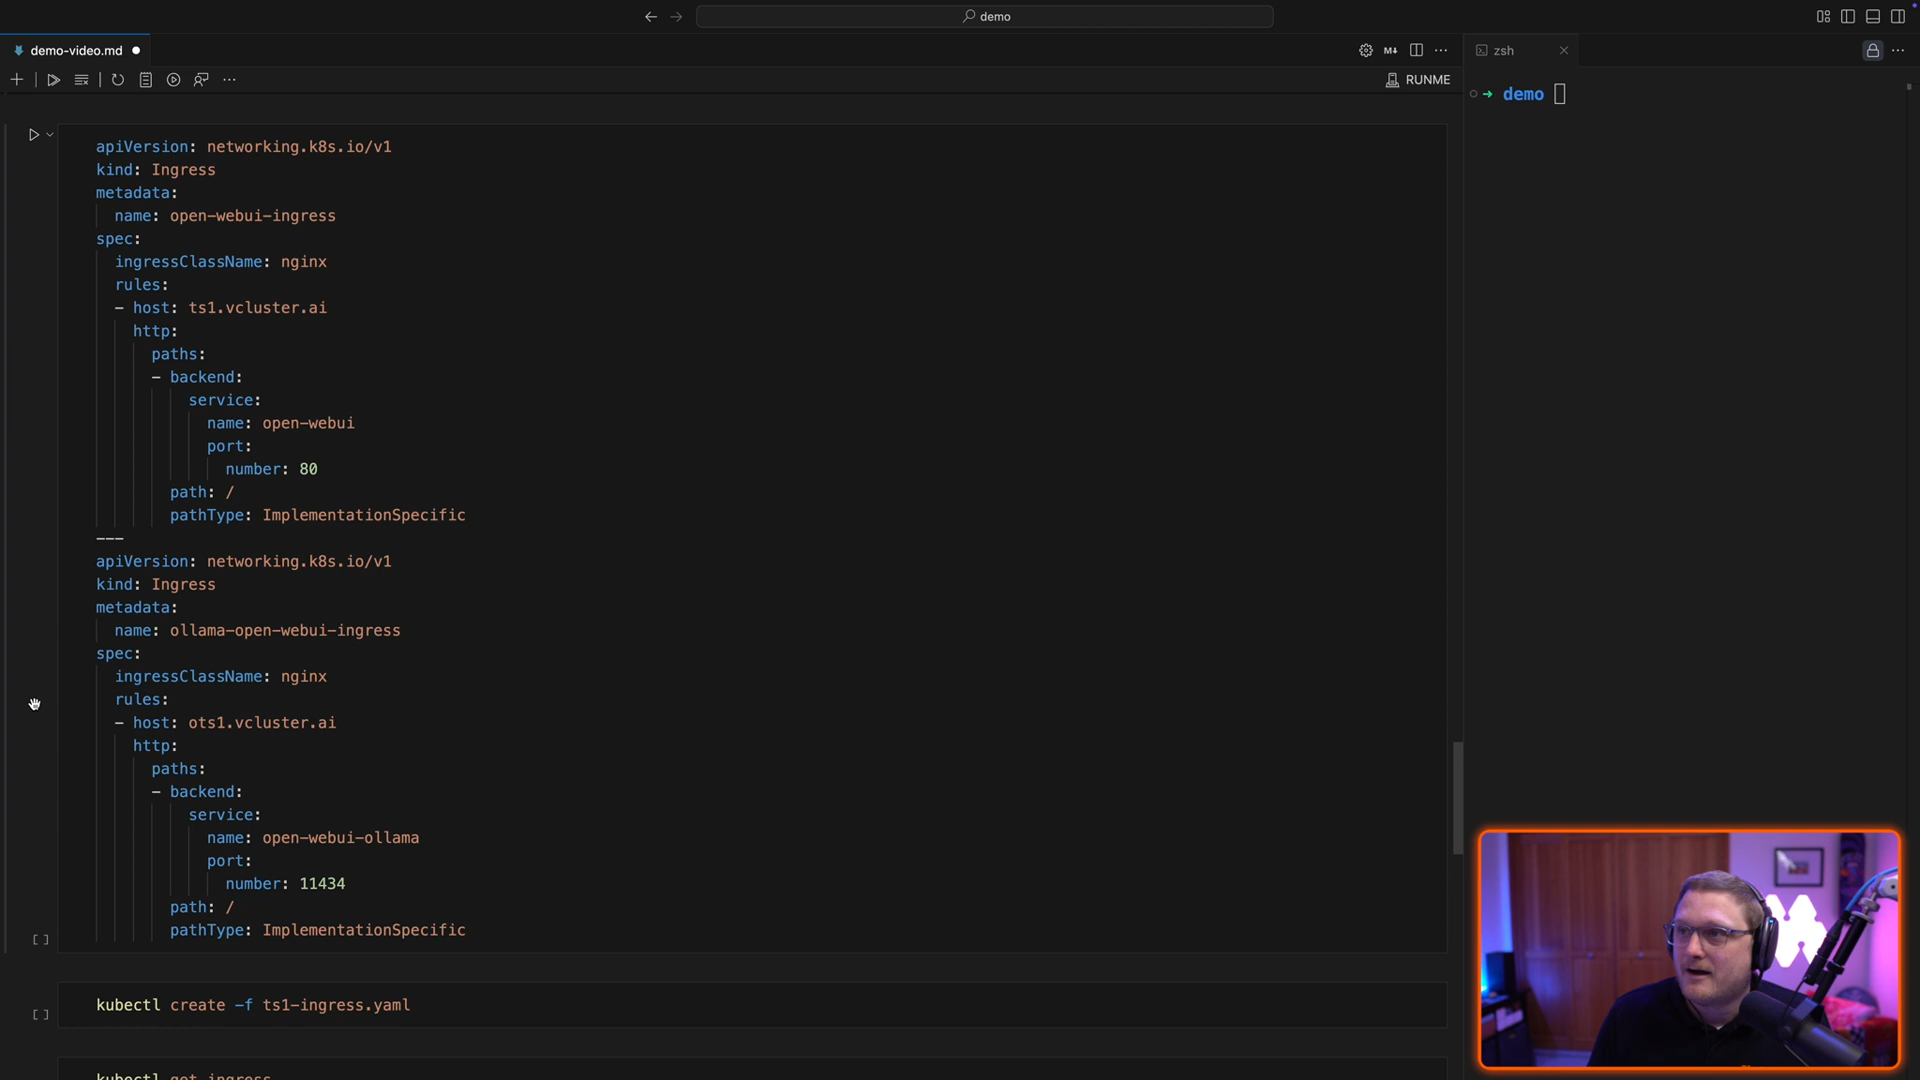 demo
demo-video.md
zsh
RUNME
demo
apiVersion: networking.k8s.io/v1
kind: Ingress
metadata:
name: open-webui-ingress
spec:
ingressClassName: nginx
rules:
- host: ts1.vcluster.ai
http:
paths:
- backend:
service:
name: open-webui
port:
number: 80
path: /
pathType: ImplementationSpecific
---
apiVersion: networking.k8s.io/v1
kind: Ingress
metadata:
name: ollama-open-webui-ingress
spec:
ingressClassName: nginx
rules:
- host: ots1.vcluster.ai
http:
paths:
- backend:
service:
name: open-webui-ollama
port:
number: 11434
path: /
pathType: ImplementationSpecific
[ ]
kubectl create -f ts1-ingress.yaml
[ ]
kubectl get ingress